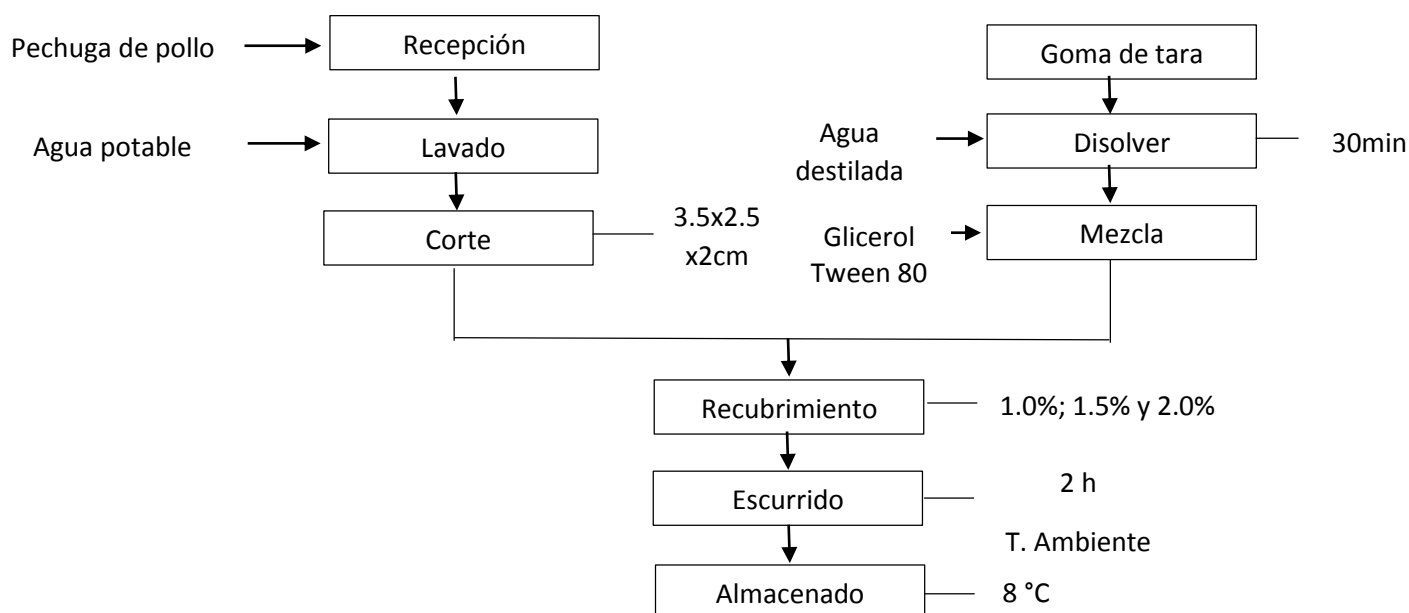 Pechuga de pollo
Recepción
Agua potable
Lavado
Corte
3.5x2.5
x2cm
Goma de tara
Agua
destilada
Disolver
30min
Glicerol
Tween 80
Mezcla
Recubrimiento
1.0%; 1.5% y 2.0%
Escurrido
2 h
T. Ambiente
Almacenado
8 °C